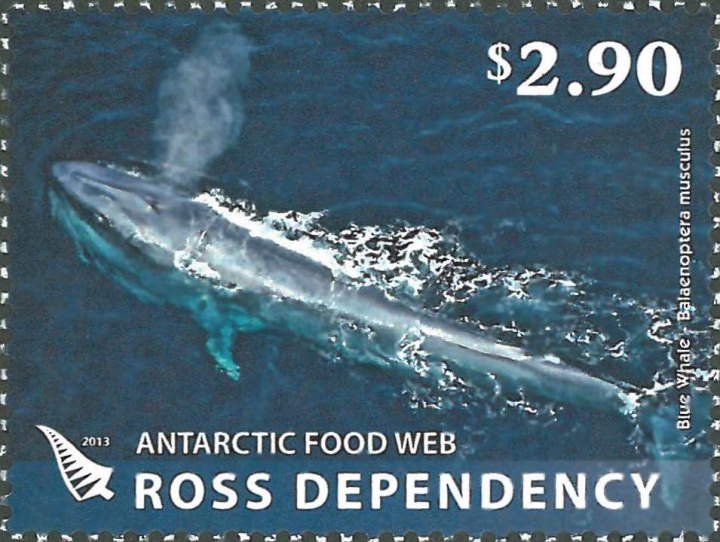 $2.90
Blue Whale - Balaenoptera musculus
2013
ANTARCTIC FOOD WEB
ROSS DEPENDENCY